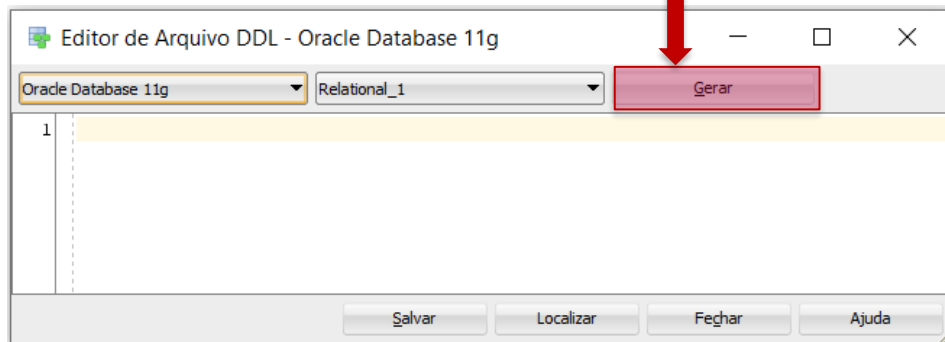 Editor de Arquivo DDL - Oracle Database 11g
Oracle Database 11g Relational_1 Gerar
1
Salvar Localizar Fechar Ajuda